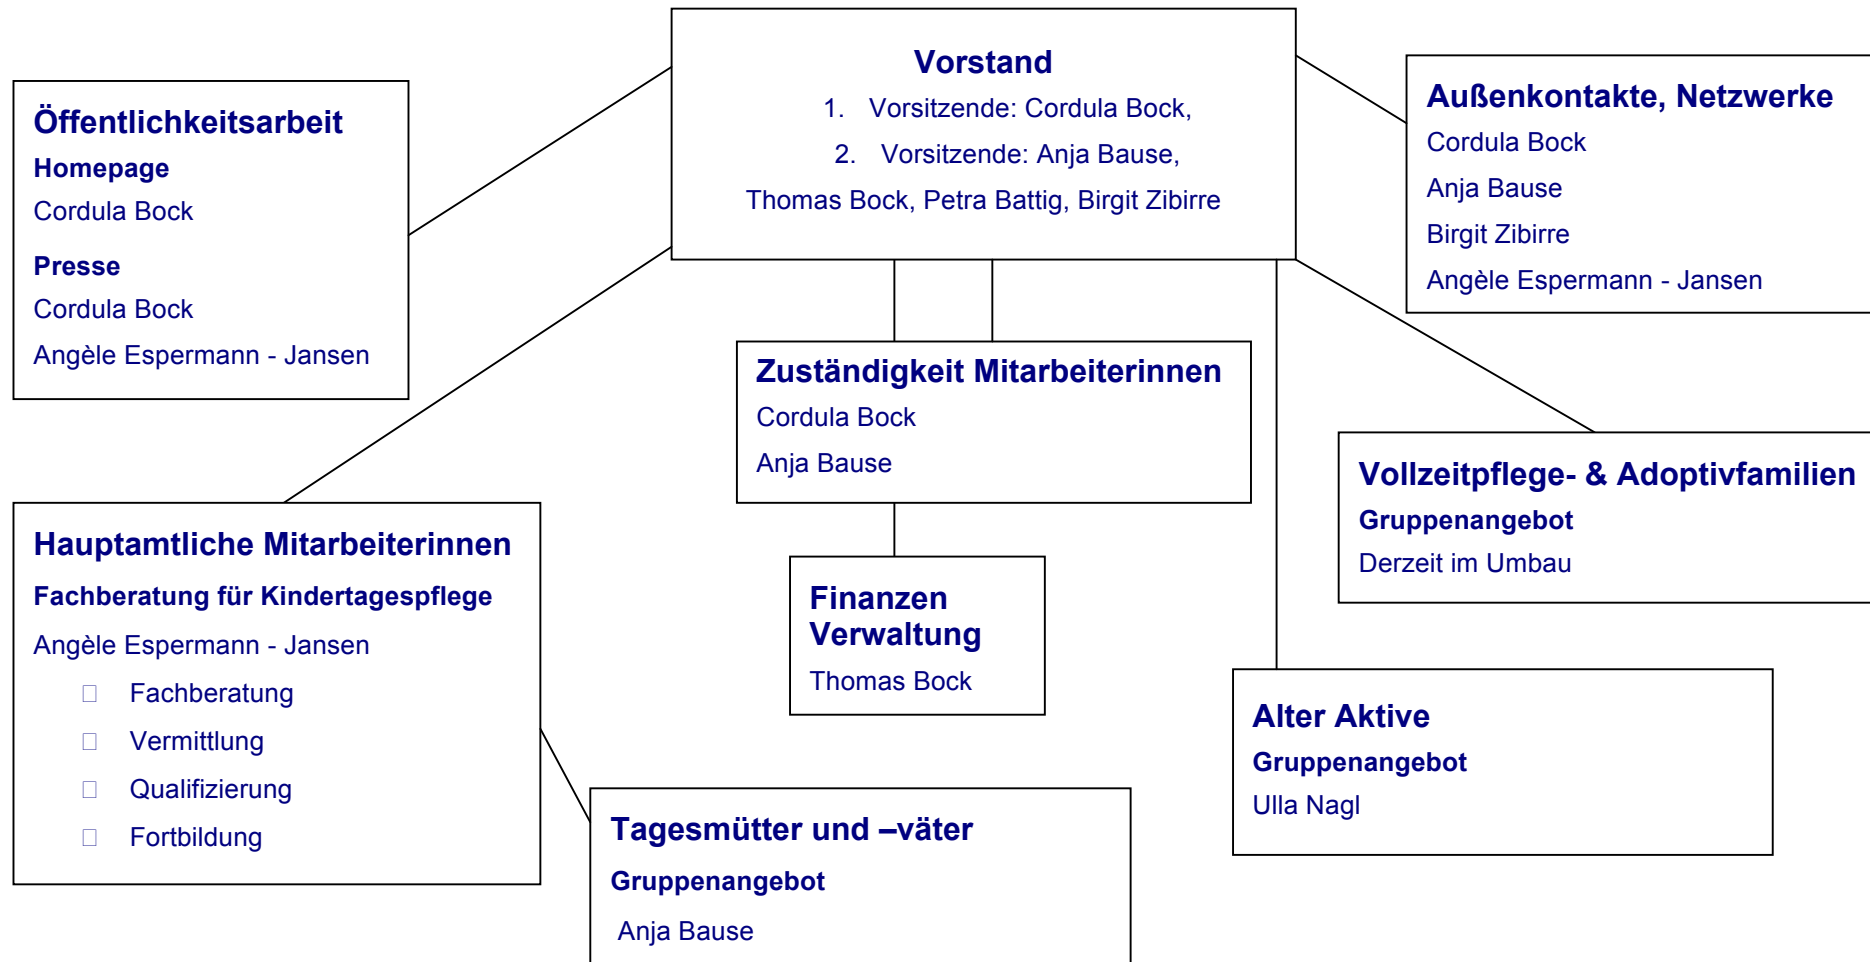 Vorstand
1. Vorsitzende: Cordula Bock,
2. Vorsitzende: Anja Bause,
Thomas Bock, Petra Battig, Birgit Zibirre
Öffentlichkeitsarbeit
Homepage
Cordula Bock
Presse
Cordula Bock
Angèle Espermann - Jansen
Außenkontakte, Netzwerke
Cordula Bock
Anja Bause
Birgit Zibirre
Angèle Espermann - Jansen
Zuständigkeit Mitarbeiterinnen
Cordula Bock
Anja Bause
Vollzeitpflege- & Adoptivfamilien
Gruppenangebot
Derzeit im Umbau
Hauptamtliche Mitarbeiterinnen
Fachberatung für Kindertagespflege
Angèle Espermann - Jansen
Fachberatung
Vermittlung
Qualifizierung
Fortbildung
Finanzen
Verwaltung
Thomas Bock
Alter Aktive
Gruppenangebot
Ulla Nagl
Tagesmütter und –väter
Gruppenangebot
Anja Bause